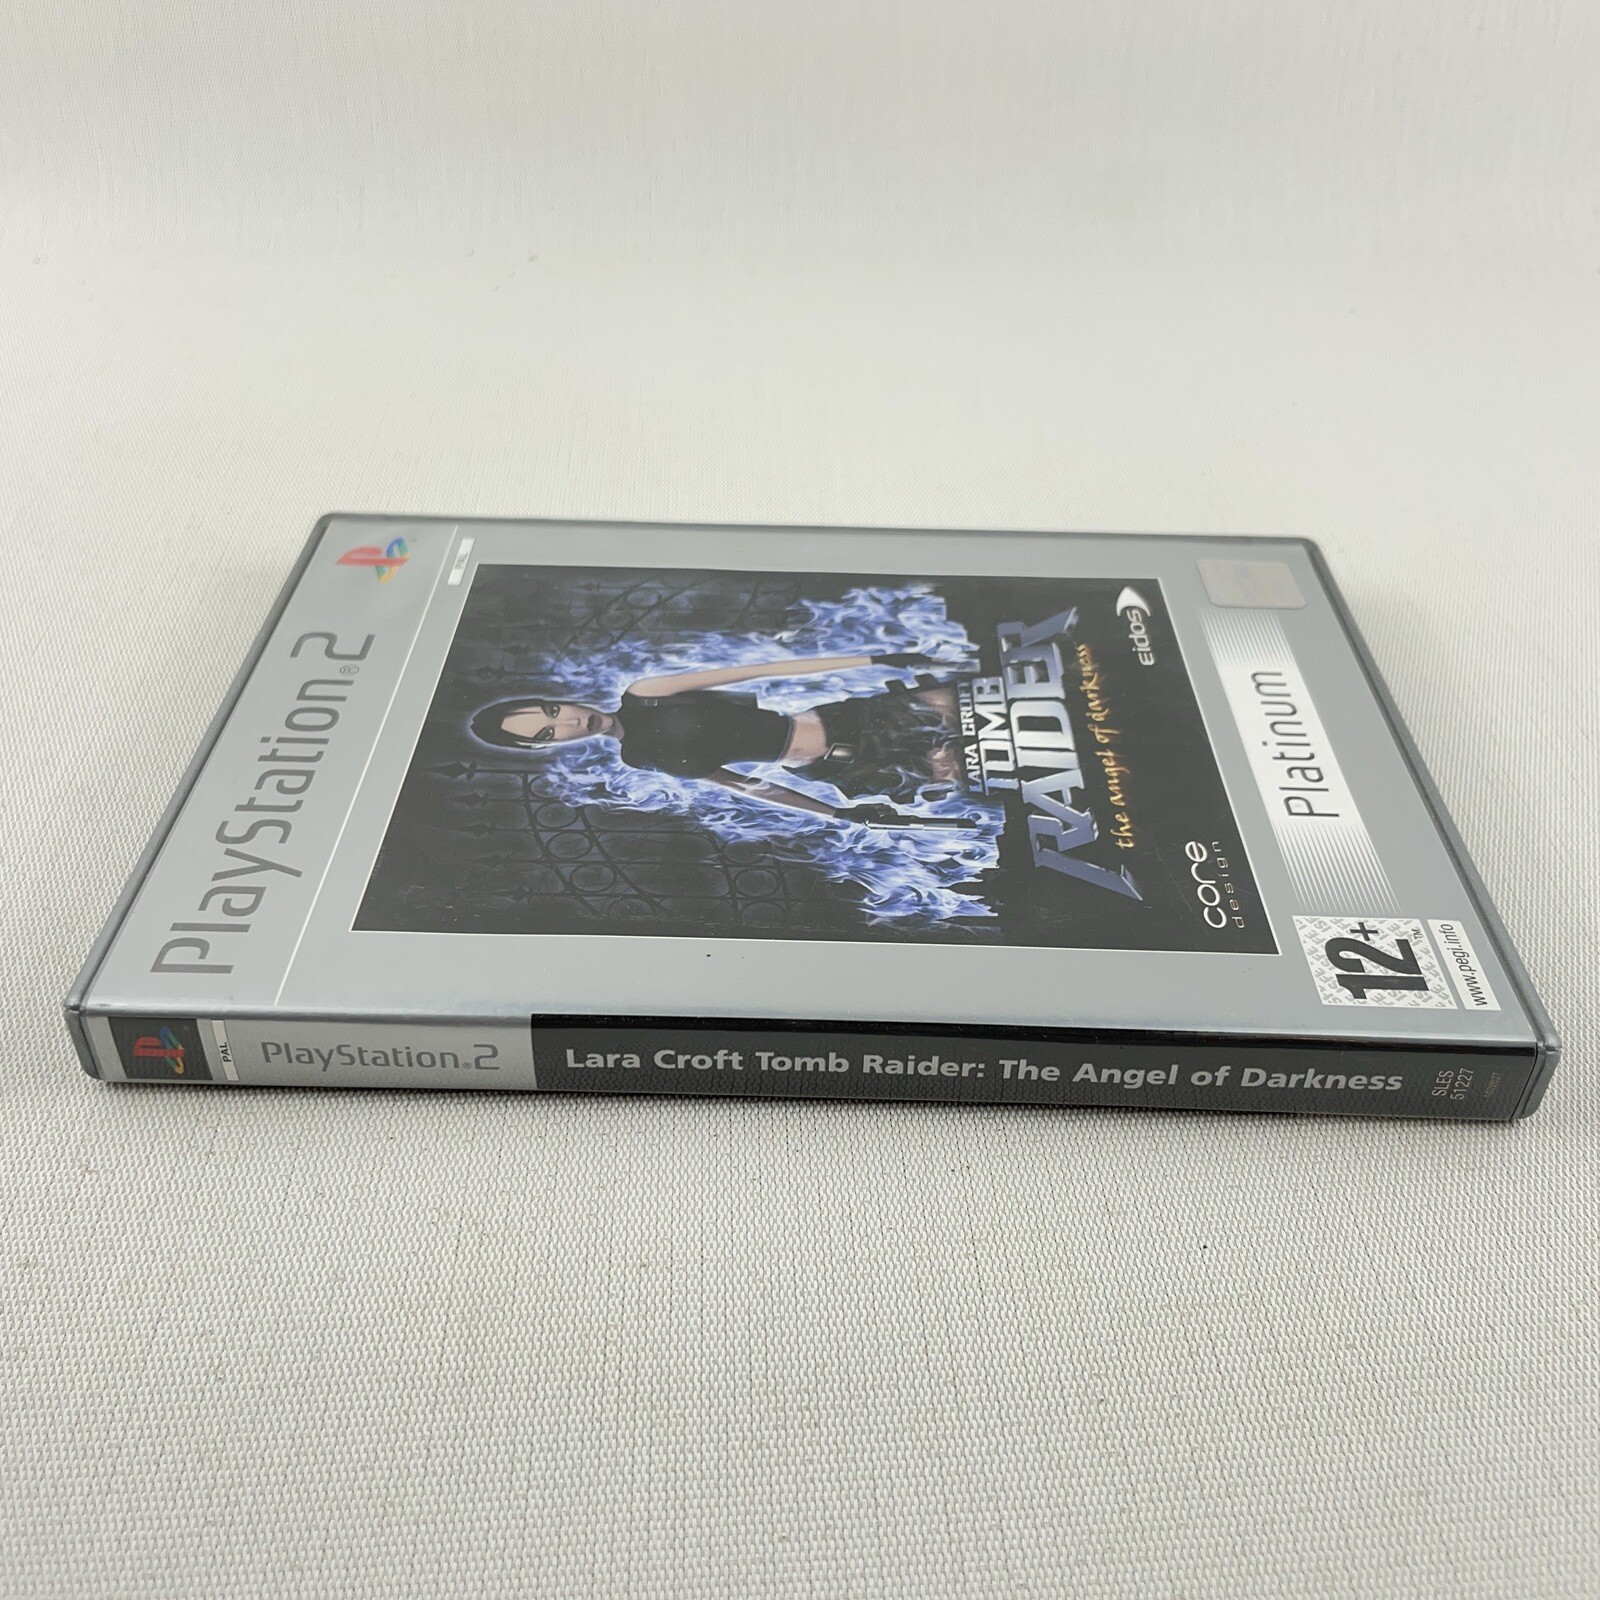 PlayStation®2
PAL
LARA CROFT
TOMB
RAIDER
the angel of darkness
eidos
core
design
Platinum
12+
TM
www.pegi.info
PAL
PlayStation®2
Lara Croft Tomb Raider: The Angel of Darkness
SLES
51227